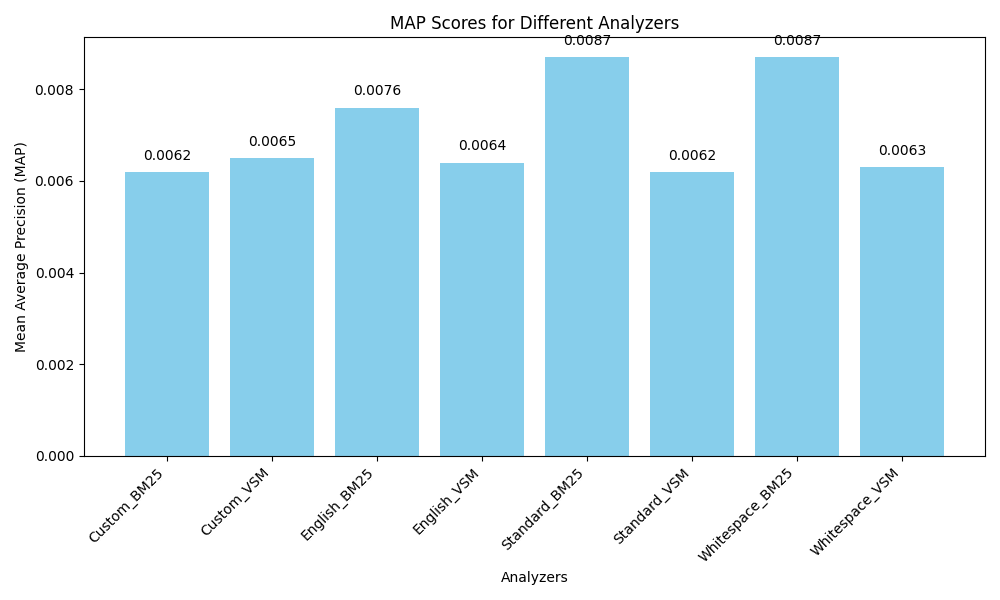 MAP Scores for Different Analyzers
0.0087 0.0087
0.008
0.0076
0.0065
0.0064
0.0062 0.0062 0.0063
0.006
0.004
0.002
0.000
Mean Average Precision (MAP)
Custom_BM25
Custom_VSM
English_BM25
English_VSM
Standard_BM25
Standard_VSM
Whitespace_BM25
Whitespace_VSM
Analyzers